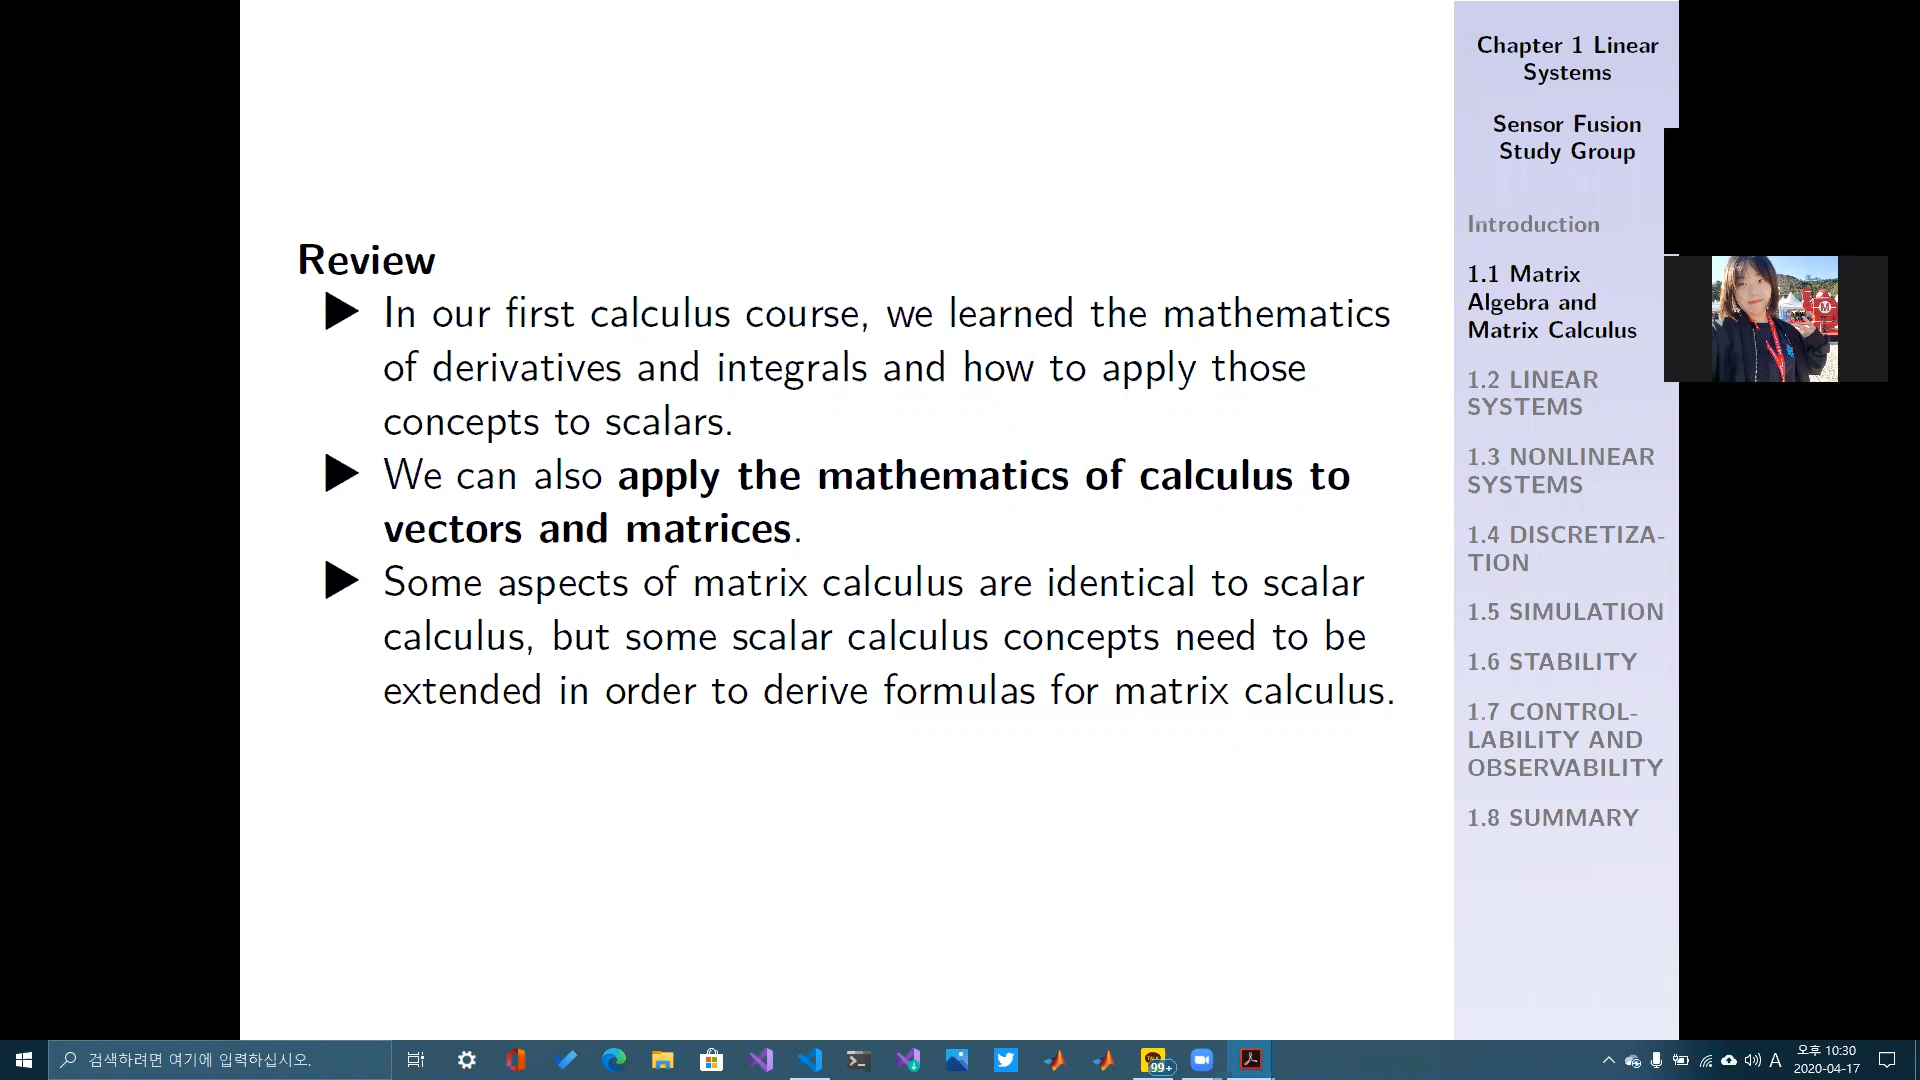 Chapter 1 Linear
Systems
Sensor Fusion
Study Group
Introduction
1.1 Matrix
Algebra and
Matrix Calculus
1.2 LINEAR
SYSTEMS
1.3 NONLINEAR
SYSTEMS
1.4 DISCRETIZA-
TION
1.5 SIMULATION
1.6 STABILITY
1.7 CONTROL-
LABILITY AND
OBSERVABILITY
1.8 SUMMARY
Review
In our first calculus course, we learned the mathematics
of derivatives and integrals and how to apply those
concepts to scalars.
We can also apply the mathematics of calculus to
vectors and matrices.
Some aspects of matrix calculus are identical to scalar
calculus, but some scalar calculus concepts need to be
extended in order to derive formulas for matrix calculus.
M
검색하려면 여기에 입력하십시오.
99+
A
오후 10:30
2020-04-17